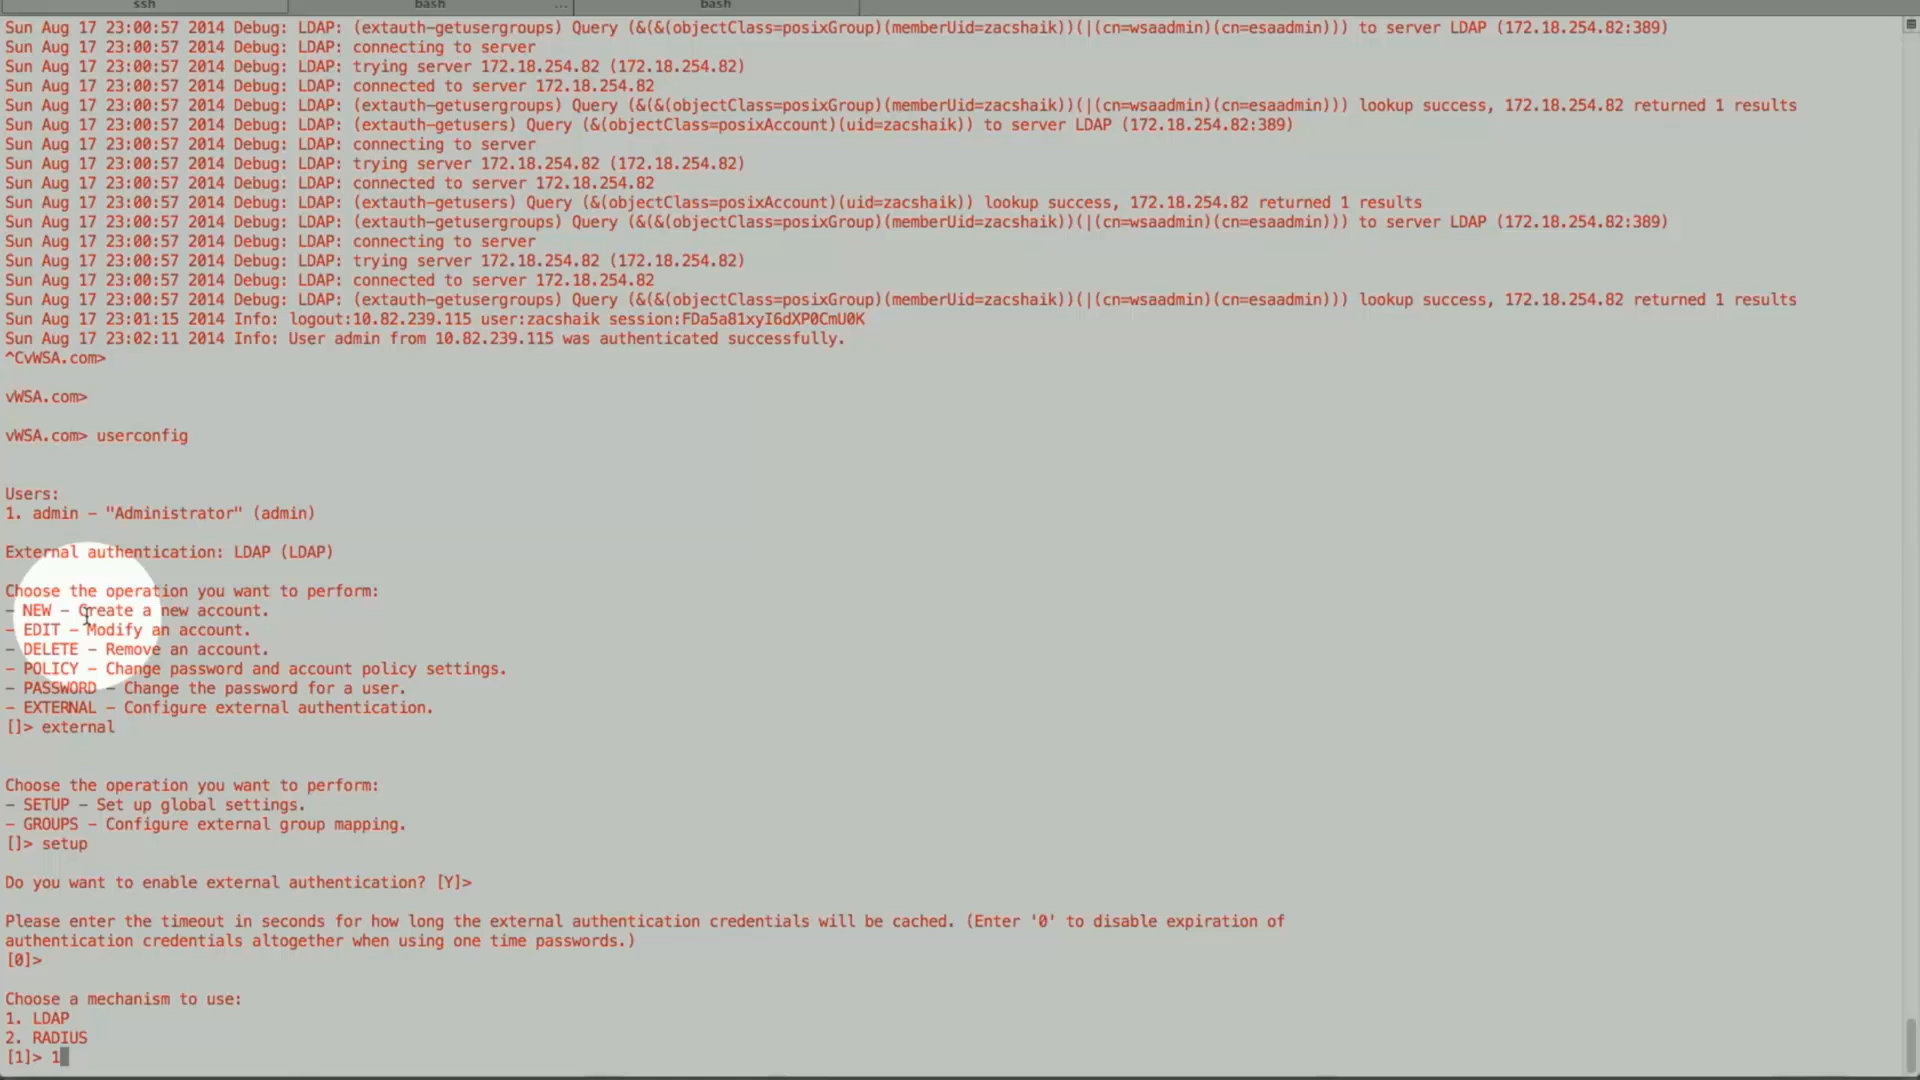 ssh bash ... bash
Sun Aug 17 23:00:57 2014 Debug: LDAP: (extauth-getusergroups) Query (&(&(objectClass=posixGroup)(memberUid=zacshaik))(|(cn=wsaadmin)(cn=esaadmin))) to server LDAP (172.18.254.82:389)
Sun Aug 17 23:00:57 2014 Debug: LDAP: connecting to server
Sun Aug 17 23:00:57 2014 Debug: LDAP: trying server 172.18.254.82 (172.18.254.82)
Sun Aug 17 23:00:57 2014 Debug: LDAP: connected to server 172.18.254.82
Sun Aug 17 23:00:57 2014 Debug: LDAP: (extauth-getusergroups) Query (&(&(objectClass=posixGroup)(memberUid=zacshaik))(|(cn=wsaadmin)(cn=esaadmin))) lookup success, 172.18.254.82 returned 1 results
Sun Aug 17 23:00:57 2014 Debug: LDAP: (extauth-getusers) Query (&(objectClass=posixAccount)(uid=zacshaik)) to server LDAP (172.18.254.82:389)
Sun Aug 17 23:00:57 2014 Debug: LDAP: connecting to server
Sun Aug 17 23:00:57 2014 Debug: LDAP: trying server 172.18.254.82 (172.18.254.82)
Sun Aug 17 23:00:57 2014 Debug: LDAP: connected to server 172.18.254.82
Sun Aug 17 23:00:57 2014 Debug: LDAP: (extauth-getusers) Query (&(objectClass=posixAccount)(uid=zacshaik)) lookup success, 172.18.254.82 returned 1 results
Sun Aug 17 23:00:57 2014 Debug: LDAP: (extauth-getusergroups) Query (&(&(objectClass=posixGroup)(memberUid=zacshaik))(|(cn=wsaadmin)(cn=esaadmin))) to server LDAP (172.18.254.82:389)
Sun Aug 17 23:00:57 2014 Debug: LDAP: connecting to server
Sun Aug 17 23:00:57 2014 Debug: LDAP: trying server 172.18.254.82 (172.18.254.82)
Sun Aug 17 23:00:57 2014 Debug: LDAP: connected to server 172.18.254.82
Sun Aug 17 23:00:57 2014 Debug: LDAP: (extauth-getusergroups) Query (&(&(objectClass=posixGroup)(memberUid=zacshaik))(|(cn=wsaadmin)(cn=esaadmin))) lookup success, 172.18.254.82 returned 1 results
Sun Aug 17 23:01:15 2014 Info: logout:10.82.239.115 user:zacshaik session:FDa5a81xyI6dXP0CmU0K
Sun Aug 17 23:02:11 2014 Info: User admin from 10.82.239.115 was authenticated successfully.
^CvWSA.com>
vWSA.com>
vWSA.com> userconfig
Users:
1. admin - "Administrator" (admin)
External authentication: LDAP (LDAP)
Choose the operation you want to perform:
- NEW - Create a new account.
- EDIT - Modify an account.
- DELETE - Remove an account.
- POLICY - Change password and account policy settings.
- PASSWORD - Change the password for a user.
- EXTERNAL - Configure external authentication.
[]> external
Choose the operation you want to perform:
- SETUP - Set up global settings.
- GROUPS - Configure external group mapping.
[]> setup
Do you want to enable external authentication? [Y]>
Please enter the timeout in seconds for how long the external authentication credentials will be cached. (Enter '0' to disable expiration of
authentication credentials altogether when using one time passwords.)
[0]>
Choose a mechanism to use:
1. LDAP
2. RADIUS
[1]> 1